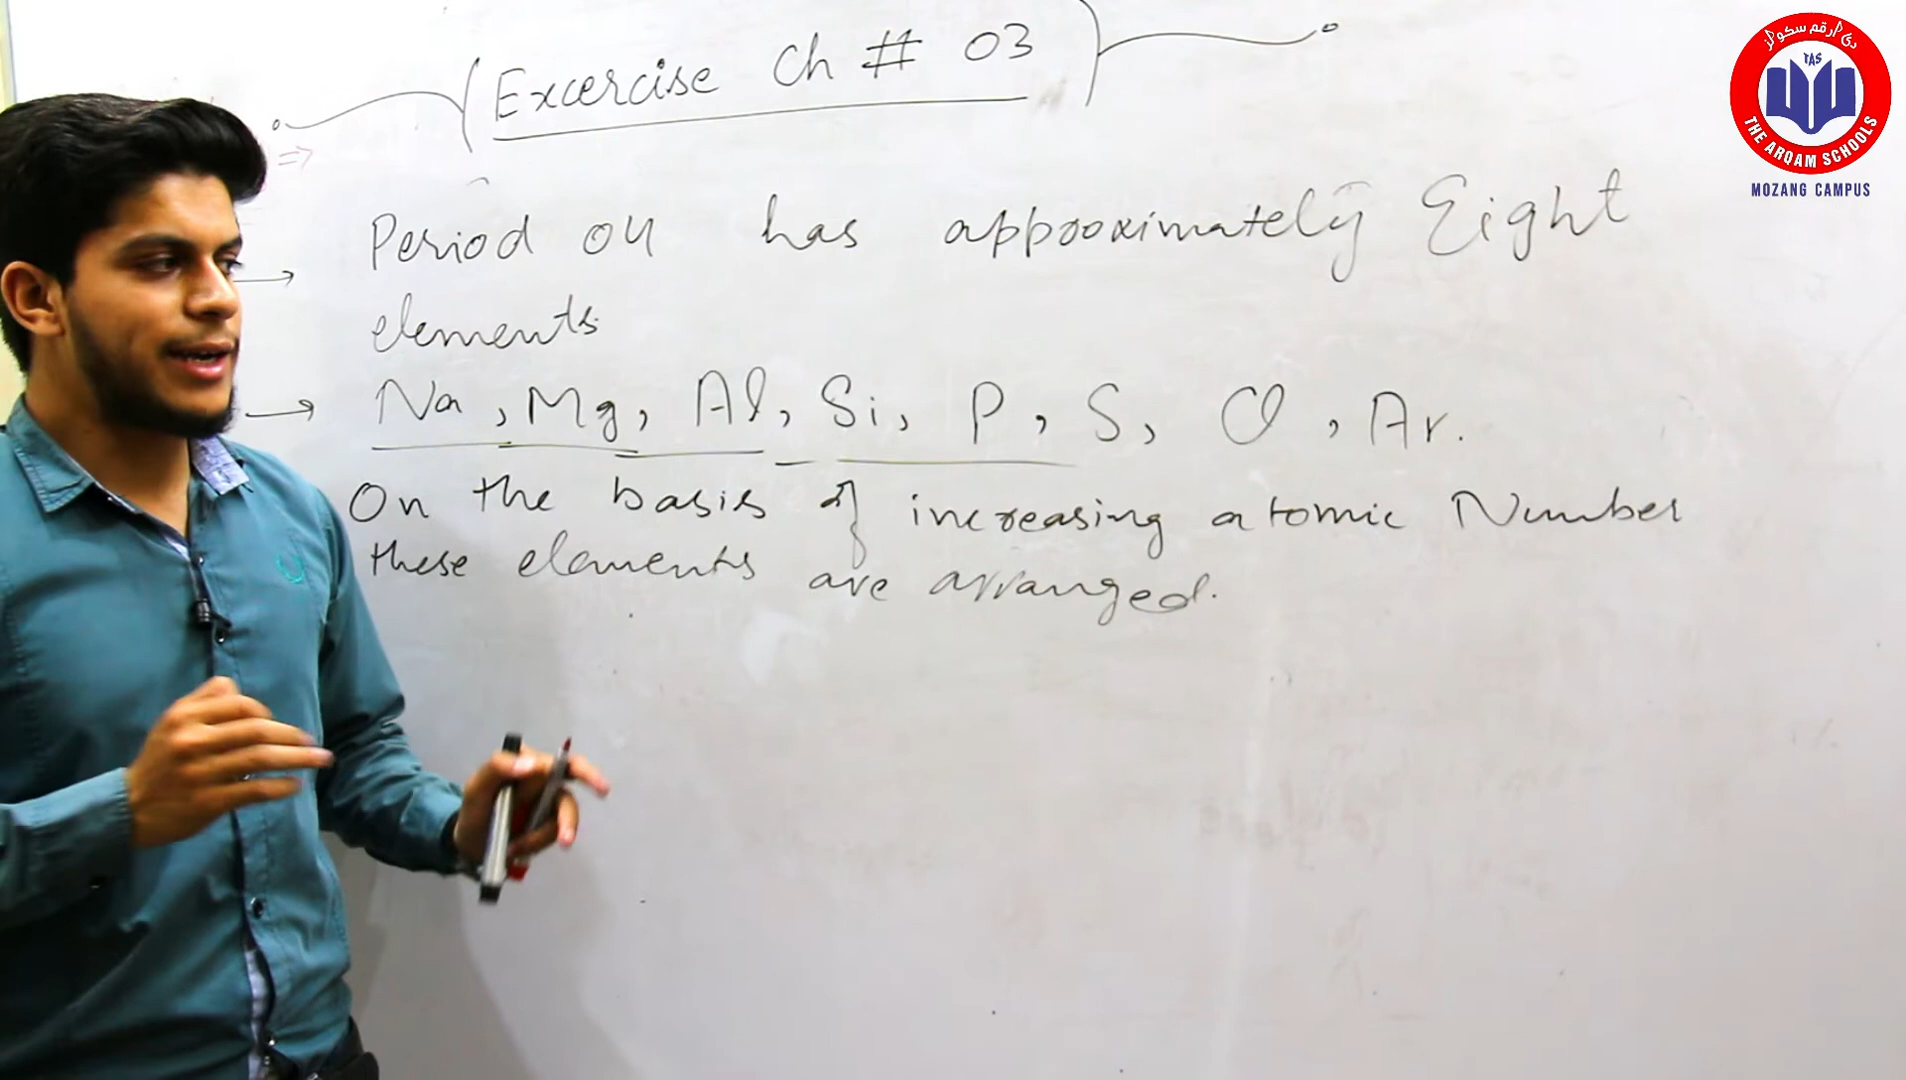 Excercise Ch # 03
Period 04 has approximately Eight
elements
Na, Mg, Al, Si, P, S, Cl, Ar.
On the basis of increasing atomic Number
these elements are arranged.
دی ارقم سکولز
TAS
THE ARQAM SCHOOLS
MOZANG CAMPUS